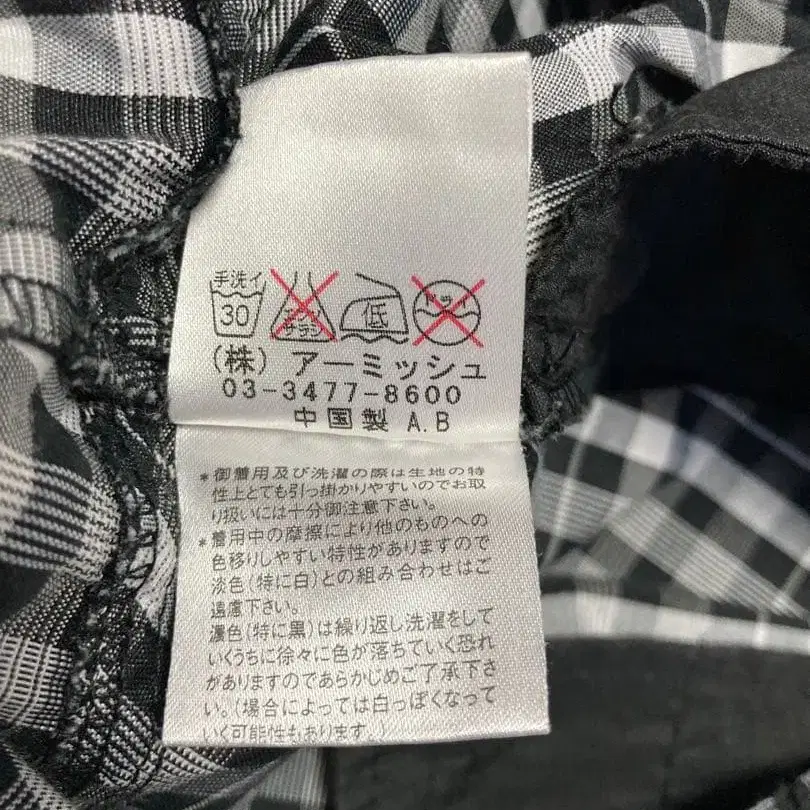 手洗イ
30
エンソ
サラシ
低
ドライ
(株) アーミッシュ
03-3477-8600
中国製 A.B
*御着用及び洗濯の際は生地の特
性上とても引っ掛かりやすいのでお取
り扱いには十分御注意下さい。
*着用中の摩擦により他のものへの
色移りしやすい特性がありますので
淡色(特に白)との組み合わせはご
遠慮下さい。
濃色(特に黒)は繰り返し洗濯をして
いくうちに徐々に色が落ちていく恐れ
がありますのであらかじめご了承下さ
い。(場合によっては白っぽくなって
いく可能性もあります。)